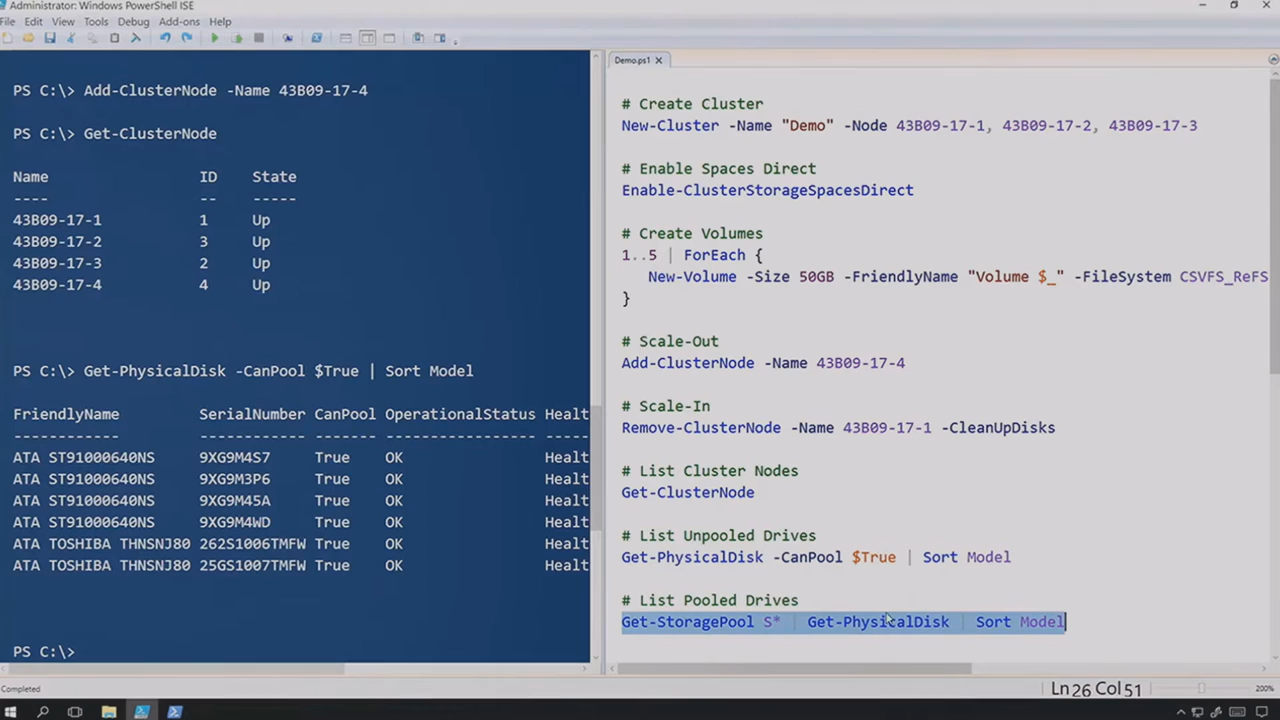 Administrator: Windows PowerShell ISE
File Edit View Tools Debug Add-ons Help
PS C:\> Add-ClusterNode -Name 43B09-17-4
PS C:\> Get-ClusterNode
Name ID State
---- -- -----
43B09-17-1 1 Up
43B09-17-2 3 Up
43B09-17-3 2 Up
43B09-17-4 4 Up
PS C:\> Get-PhysicalDisk -CanPool $True | Sort Model
FriendlyName SerialNumber CanPool OperationalStatus Healt
------------ ------------ ------- ----------------- -----
ATA ST91000640NS 9XG9M4S7 True OK Healt
ATA ST91000640NS 9XG9M3P6 True OK Healt
ATA ST91000640NS 9XG9M45A True OK Healt
ATA ST91000640NS 9XG9M4WD True OK Healt
ATA TOSHIBA THNSNJ80 262S1006TMFW True OK Healt
ATA TOSHIBA THNSNJ80 25GS1007TMFW True OK Healt
PS C:\>
Demo.ps1
# Create Cluster
New-Cluster -Name "Demo" -Node 43B09-17-1, 43B09-17-2, 43B09-17-3
# Enable Spaces Direct
Enable-ClusterStorageSpacesDirect
# Create Volumes
1..5 | ForEach {
New-Volume -Size 50GB -FriendlyName "Volume $_" -FileSystem CSVFS_ReFS
}
# Scale-Out
Add-ClusterNode -Name 43B09-17-4
# Scale-In
Remove-ClusterNode -Name 43B09-17-1 -CleanUpDisks
# List Cluster Nodes
Get-ClusterNode
# List Unpooled Drives
Get-PhysicalDisk -CanPool $True | Sort Model
# List Pooled Drives
Get-StoragePool S* | Get-PhysicalDisk | Sort Model
Completed
Ln 26 Col 51
200%